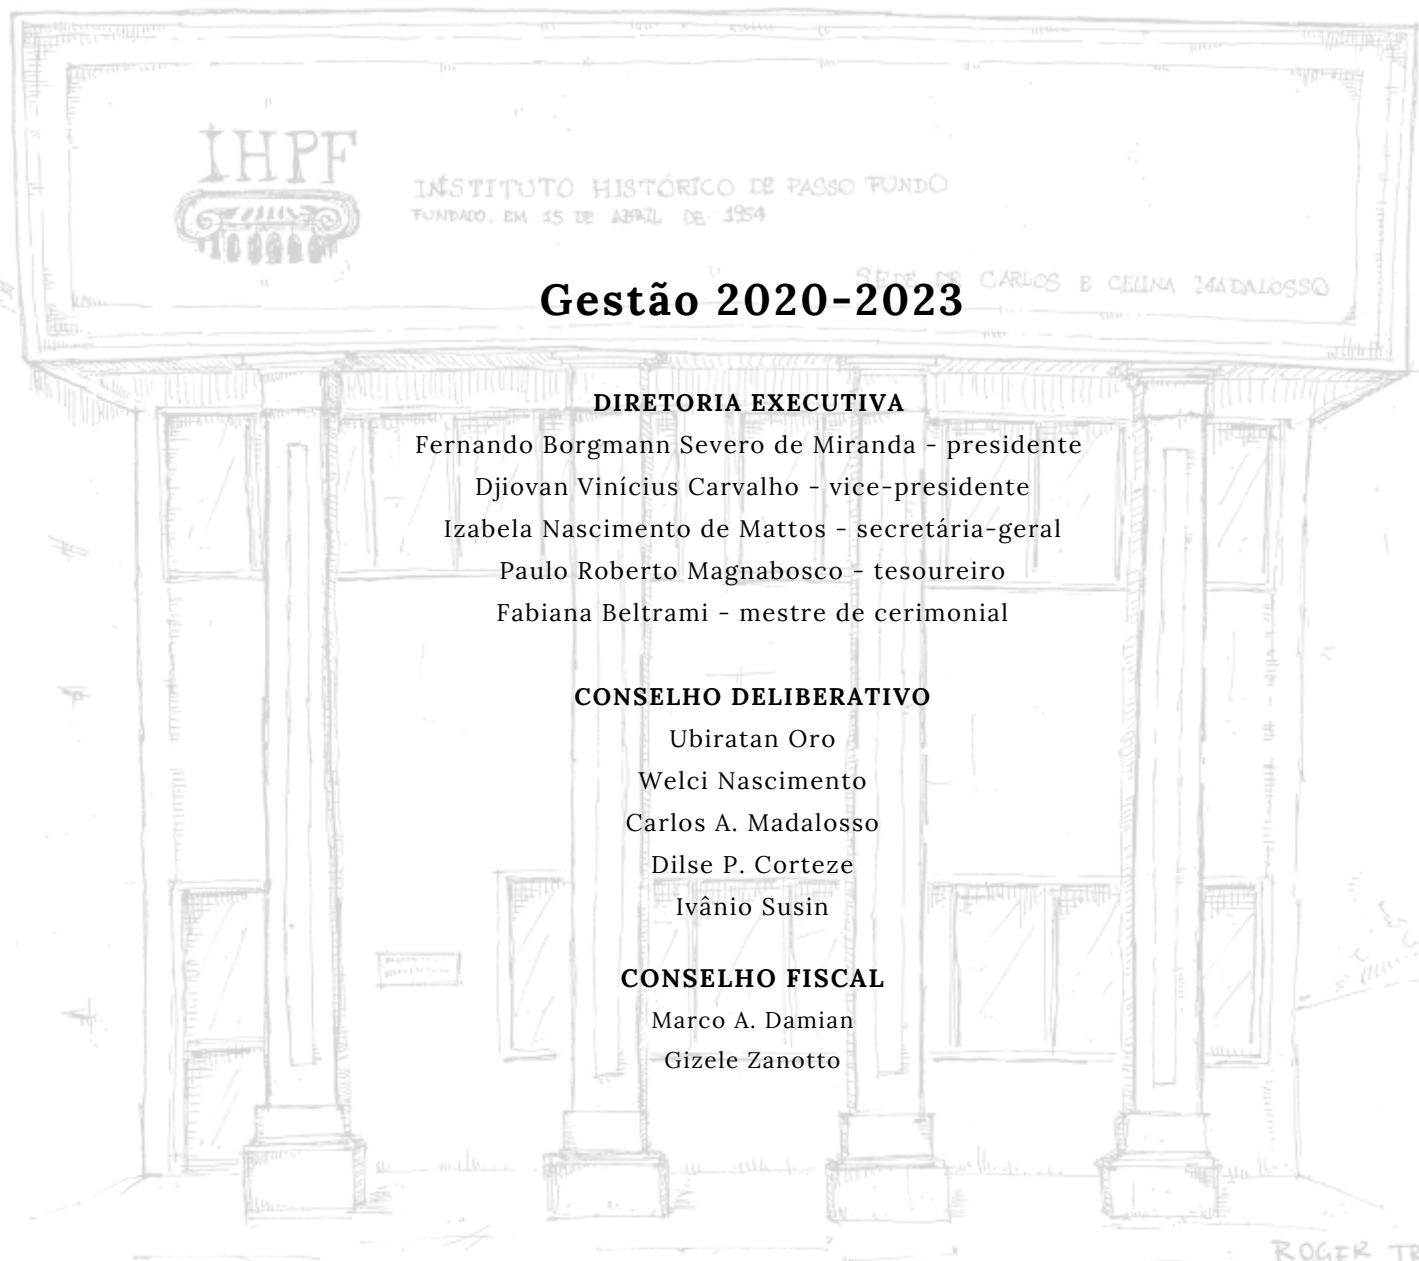 IHPF
INSTITUTO HISTÓRICO DE PASSO FUNDO
FUNDADO. EM 15 DE ABRIL DE 1954
SEDE DE CARLOS E CELINA MADALOSSO
Gestão 2020-2023
DIRETORIA EXECUTIVA
Fernando Borgmann Severo de Miranda - presidente
Djiovan Vinícius Carvalho - vice-presidente
Izabela Nascimento de Mattos - secretária-geral
Paulo Roberto Magnabosco - tesoureiro
Fabiana Beltrami - mestre de cerimonial
CONSELHO DELIBERATIVO
Ubiratan Oro
Welci Nascimento
Carlos A. Madalosso
Dilse P. Corteze
Ivânio Susin
CONSELHO FISCAL
Marco A. Damian
Gizele Zanotto
ROGER